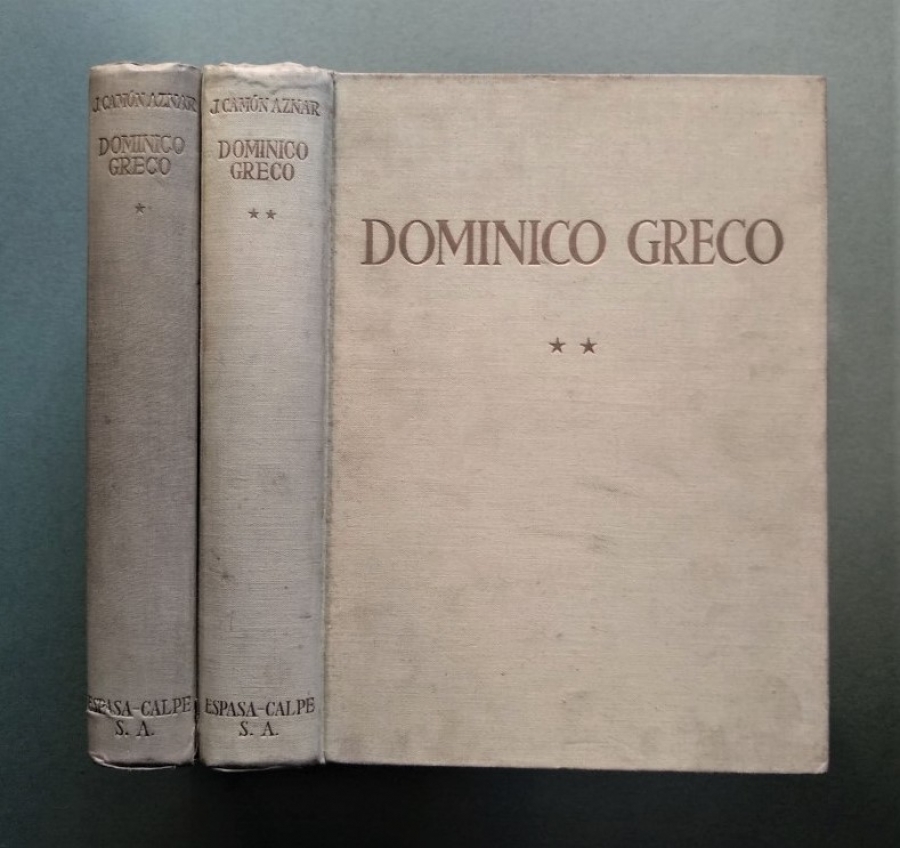 J. CAMÓN AZNAR
DOMINICO
GRECO
★
ESPASA-CALPE
S. A.
J. CAMÓN AZNAR
DOMINICO
GRECO
★★
ESPASA-CALPE
S. A.
DOMINICO GRECO
★ ★